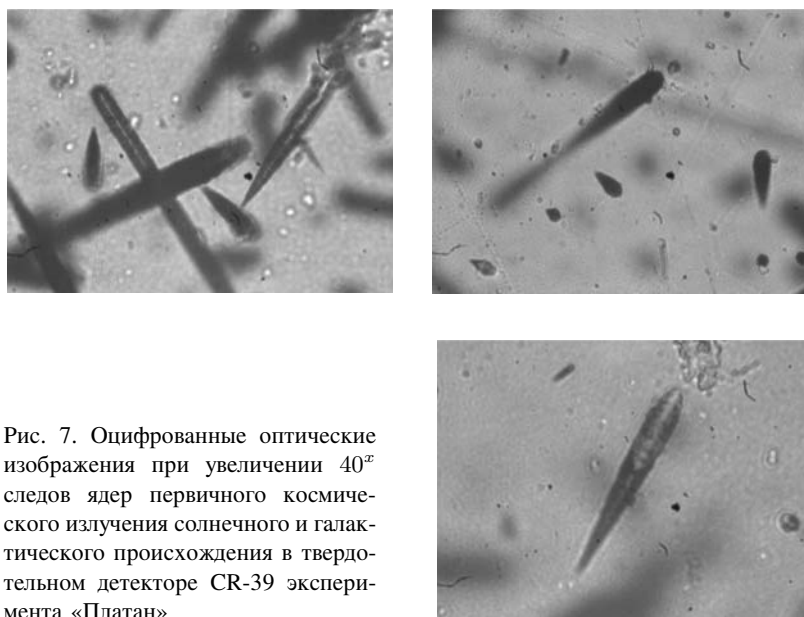 Рис. 7. Оцифрованные оптические
изображения при увеличении 40ˣ
следов ядер первичного космиче-
ского излучения солнечного и галак-
тического происхождения в твердо-
тельном детекторе CR-39 экспери-
мента «Платан»